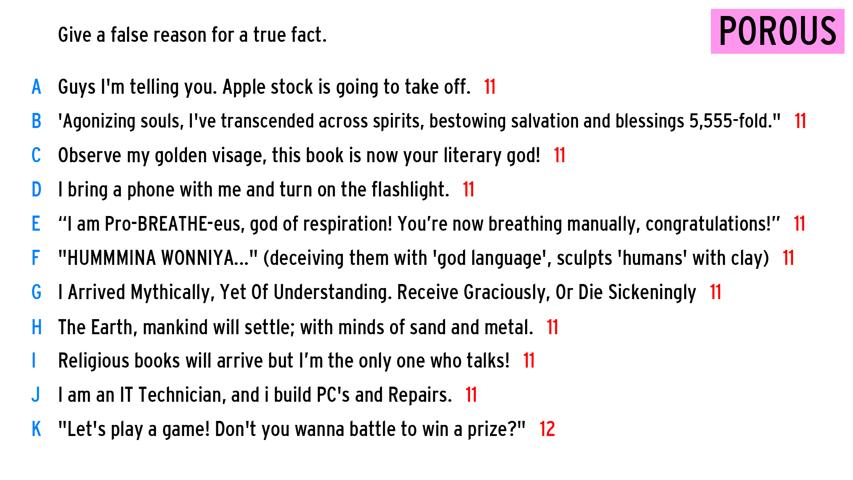 Give a false reason for a true fact.
POROUS
A Guys I'm telling you. Apple stock is going to take off. 11
B 'Agonizing souls, I've transcended across spirits, bestowing salvation and blessings 5,555-fold." 11
C Observe my golden visage, this book is now your literary god! 11
D I bring a phone with me and turn on the flashlight. 11
E “I am Pro-BREATHE-eus, god of respiration! You’re now breathing manually, congratulations!” 11
F "HUMMMINA WONNIYA..." (deceiving them with 'god language', sculpts 'humans' with clay) 11
G I Arrived Mythically, Yet Of Understanding. Receive Graciously, Or Die Sickeningly 11
H The Earth, mankind will settle; with minds of sand and metal. 11
I Religious books will arrive but I’m the only one who talks! 11
J I am an IT Technician, and i build PC's and Repairs. 11
K "Let's play a game! Don't you wanna battle to win a prize?" 12